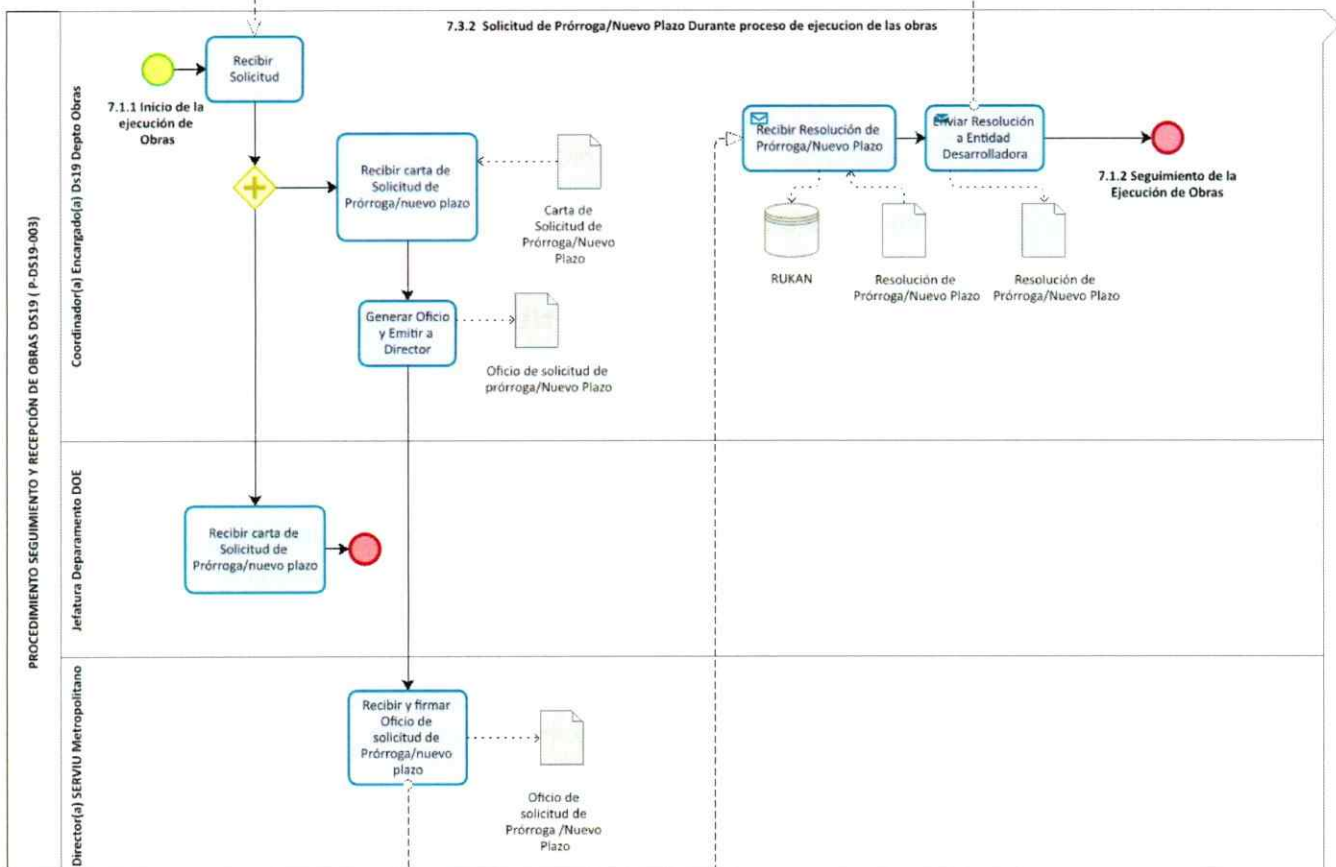 7.3.2 Solicitud de Prórroga/Nuevo Plazo Durante proceso de ejecucion de las obras
PROCEDIMIENTO SEGUIMIENTO Y RECEPCIÓN DE OBRAS DS19 ( P-DS19-003)
Coordinador(a) Encargado(a) Ds19 Depto Obras
Recibir
Solicitud
7.1.1 Inicio de la
ejecución de
Obras
Recibir carta de
Solicitud de
Prórroga/nuevo plazo
Carta de
Solicitud de
Prórroga/Nuevo
Plazo
Generar Oficio
y Emitir a
Director
Oficio de solicitud de
prórroga/Nuevo Plazo
Recibir Resolución de
Prórroga/Nuevo Plazo
Enviar Resolución
a Entidad
Desarrolladora
7.1.2 Seguimiento de la
Ejecución de Obras
RUKAN
Resolución de
Prórroga/Nuevo Plazo
Resolución de
Prórroga/Nuevo Plazo
Jefatura Deparamento DOE
Recibir carta de
Solicitud de
Prórroga/nuevo plazo
Director(a) SERVIU Metropolitano
Recibir y firmar
Oficio de
solicitud de
Prórroga/nuevo
plazo
Oficio de
solicitud de
Prórroga /Nuevo
Plazo